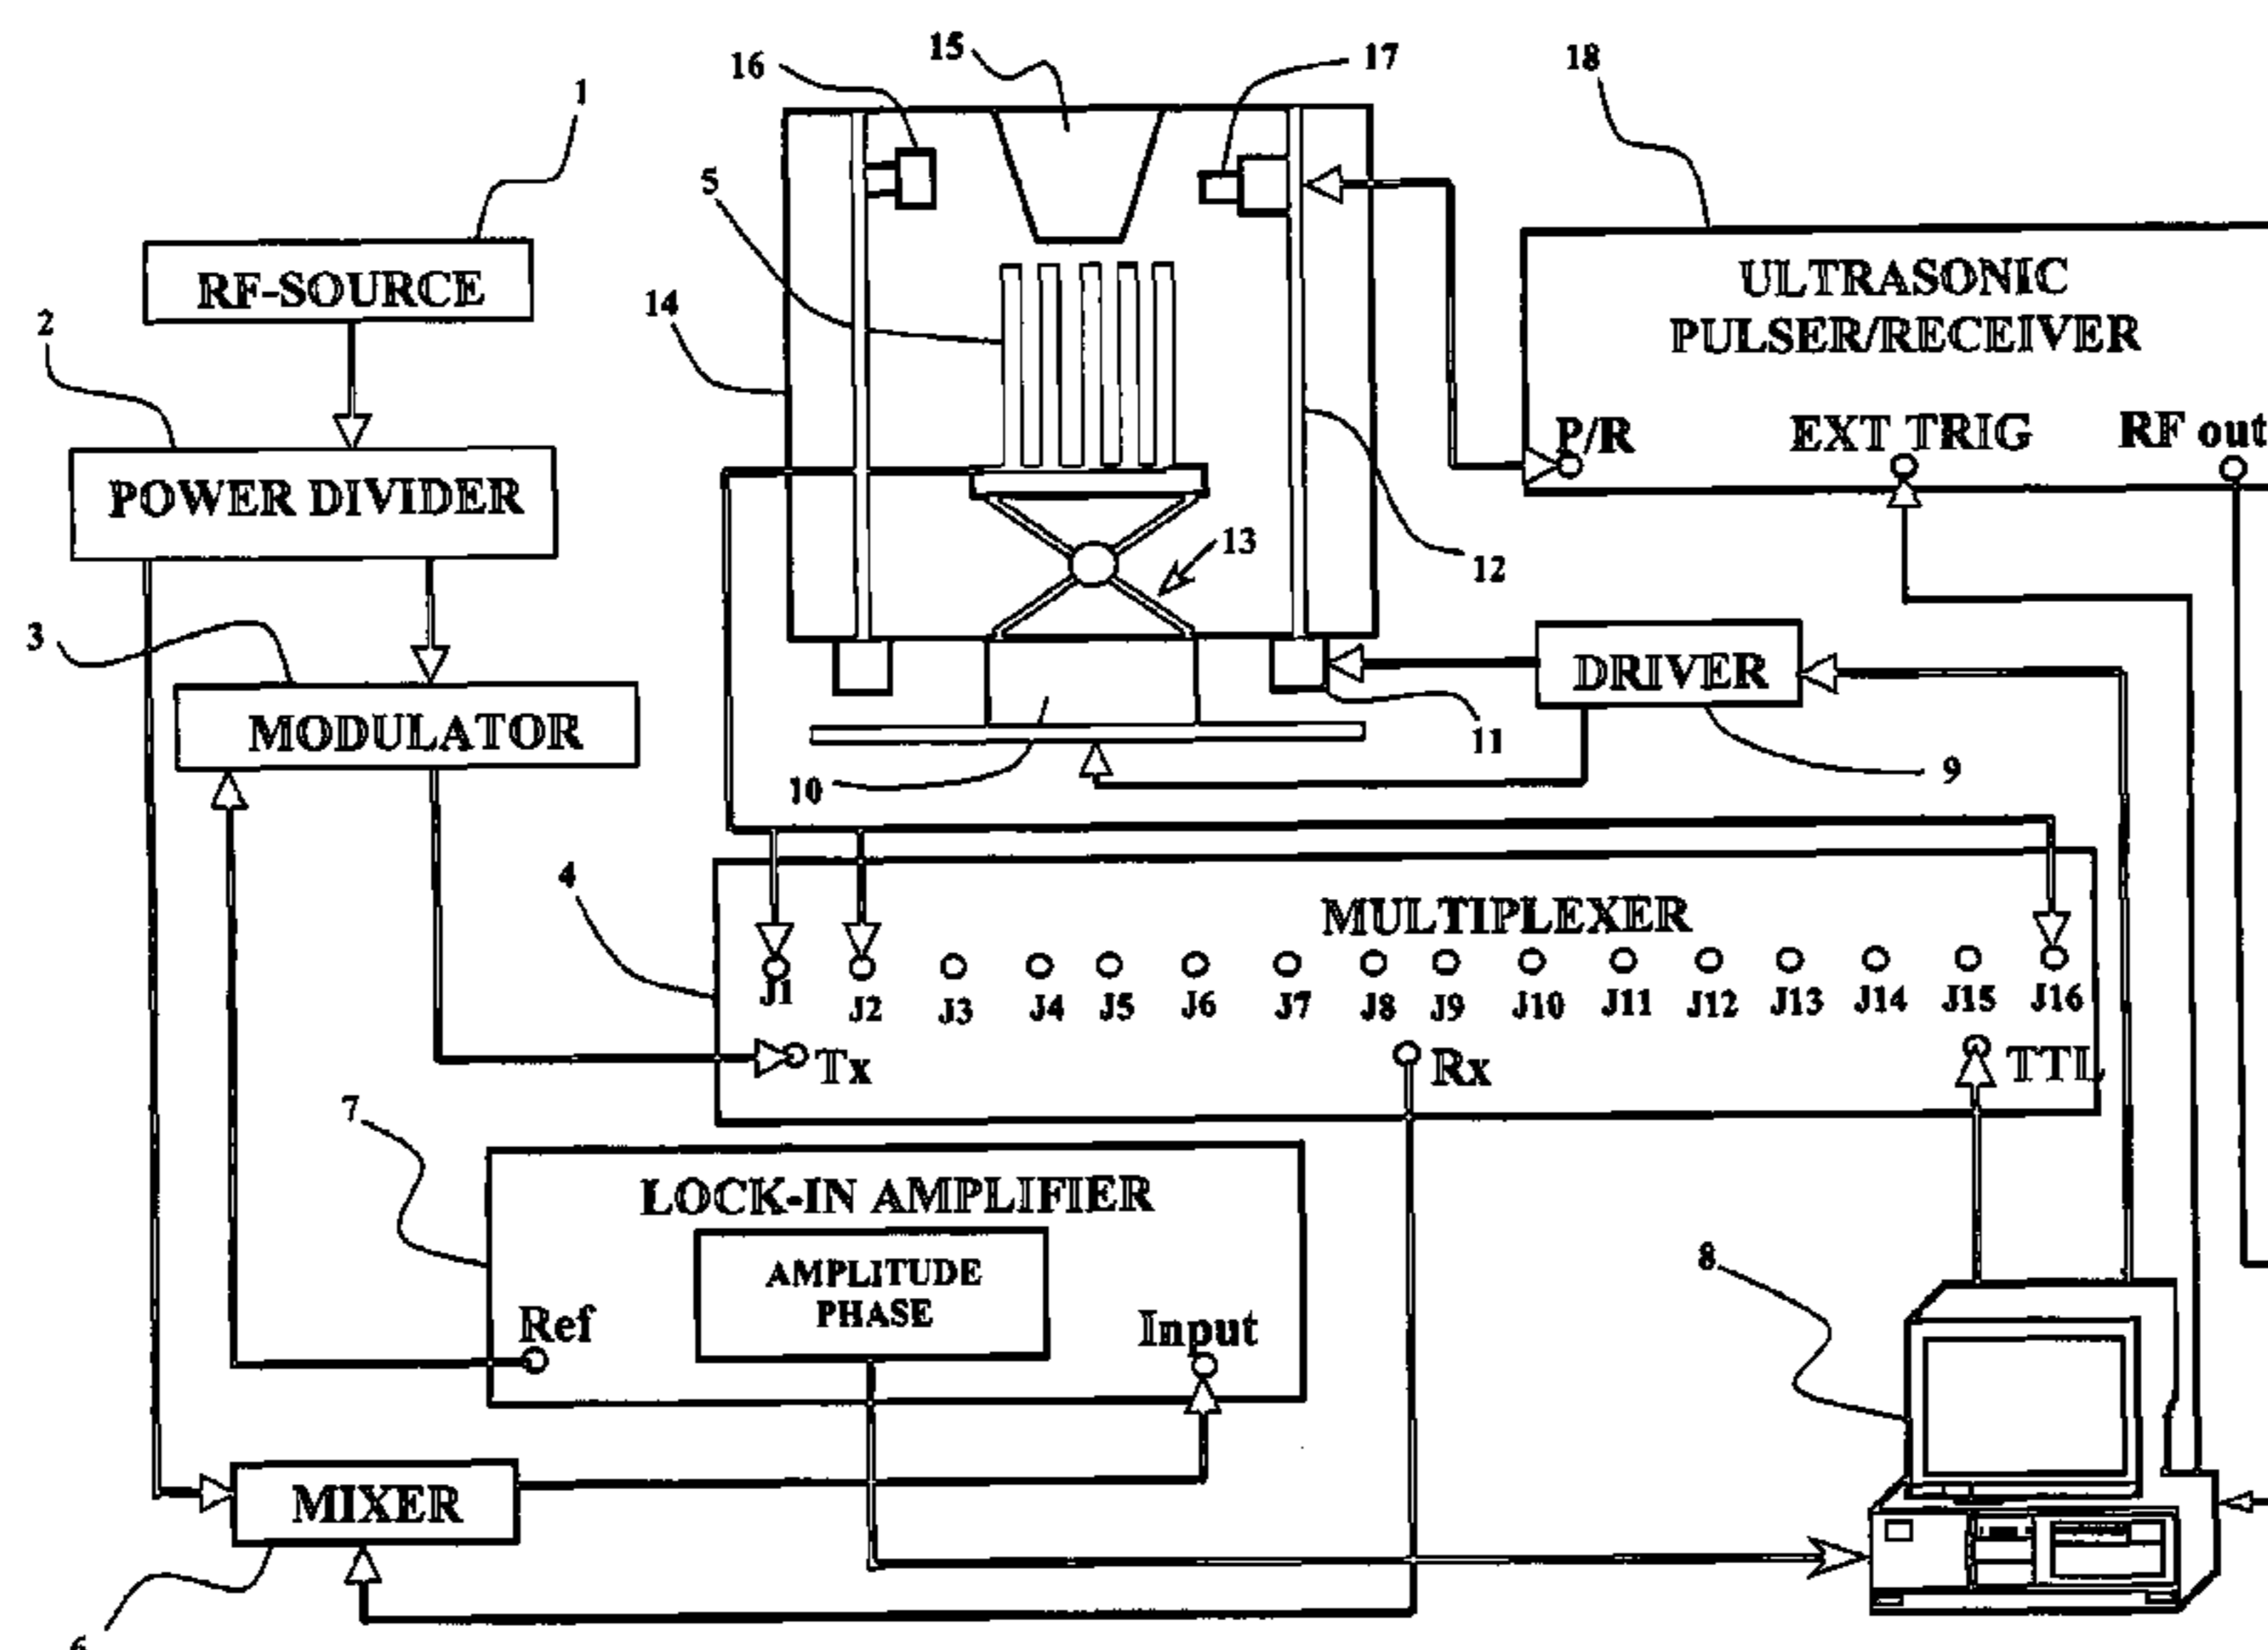 16
15
17
18
1
5
RF-SOURCE
14
2
ULTRASONIC
PULSER/RECEIVER
P/R
EXT TRIG
RF out
POWER DIVIDER
13
12
3
DRIVER
MODULATOR
11
10
9
4
MULTIPLEXER
J1 J2 J3 J4 J5 J6 J7 J8 J9 J10 J11 J12 J13 J14 J15 J16
Tx
Rx
TTL
7
LOCK-IN AMPLIFIER
AMPLITUDE
PHASE
Ref
Input
8
MIXER
6